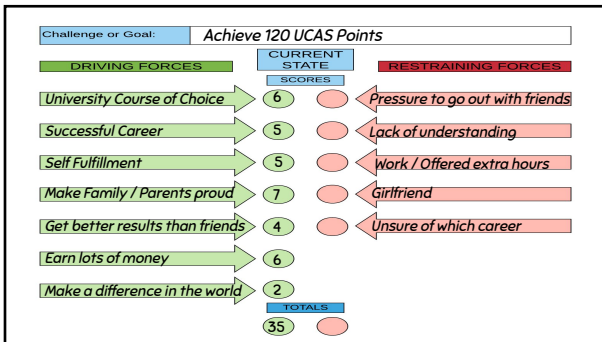 Challenge or Goal: Achieve 120 UCAS Points
CURRENT
STATE
DRIVING FORCES
RESTRAINING FORCES
SCORES
University Course of Choice 6 Pressure to go out with friends
Successful Career 5 Lack of understanding
Self Fulfillment 5 Work / Offered extra hours
Make Family / Parents proud 7 Girlfriend
Get better results than friends 4 Unsure of which career
Earn lots of money 6
Make a difference in the world 2
TOTALS
35